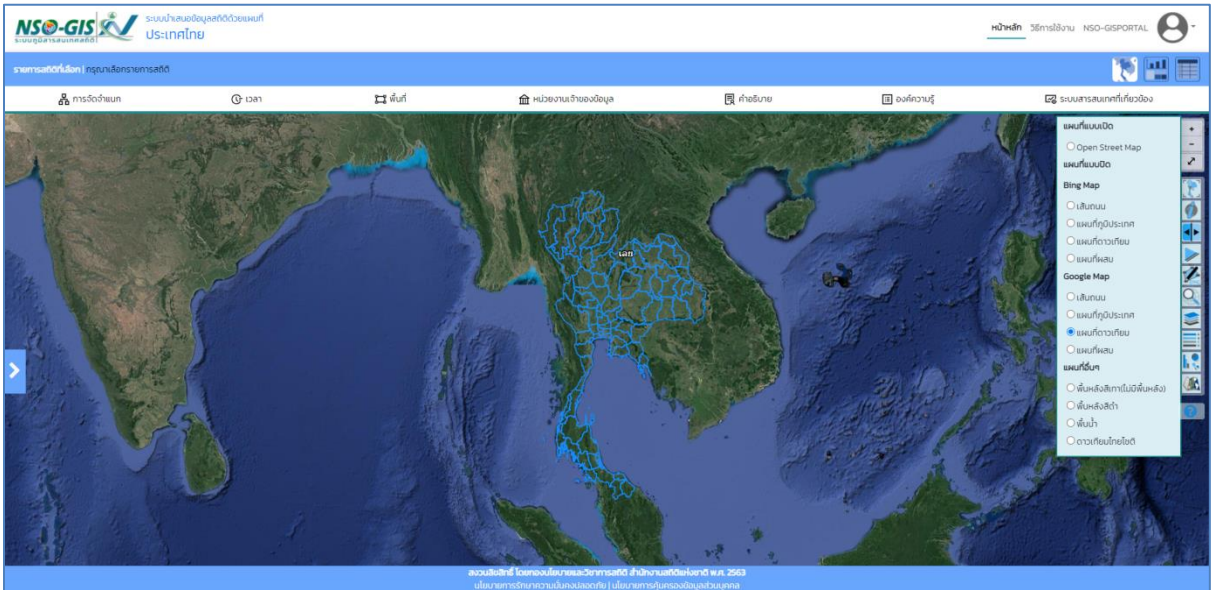 NSO-GIS
ระบบภูมิสารสนเทศสถิติ
ระบบนำเสนอข้อมูลสถิติด้วยแผนที่
ประเทศไทย
หน้าหลัก วิธีการใช้งาน NSO-GISPORTAL
รายการสถิติที่เลือก | กรุณาเลือกรายการสถิติ
การจัดจำแนก เวลา พื้นที่ หน่วยงานเจ้าของข้อมูล คำอธิบาย องค์ความรู้ ระบบสารสนเทศที่เกี่ยวข้อง
แผนที่แบบเปิด
Open Street Map
แผนที่แบบปิด
Bing Map
เส้นถนน
แผนที่ภูมิประเทศ
แผนที่ดาวเทียม
แผนที่ผสม
Google Map
เส้นถนน
แผนที่ภูมิประเทศ
แผนที่ดาวเทียม
แผนที่ผสม
แผนที่อื่นๆ
พื้นหลังสีเทา(ไม่มีพื้นหลัง)
พื้นหลังสีดำ
พื้นน้ำ
ดาวเทียมไทยโชติ
เลย
สงวนลิขสิทธิ์ โดยกองนโยบายและวิชาการสถิติ สำนักงานสถิติแห่งชาติ พ.ศ. 2563
นโยบายการรักษาความมั่นคงปลอดภัย | นโยบายการคุ้มครองข้อมูลส่วนบุคคล